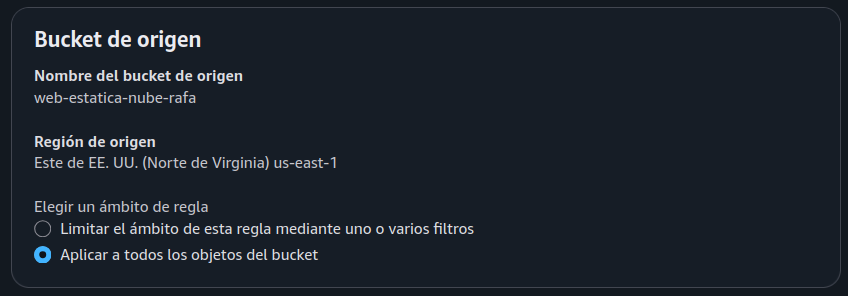 Bucket de origen
Nombre del bucket de origen
web-estatica-nube-rafa
Región de origen
Este de EE. UU. (Norte de Virginia) us-east-1
Elegir un ámbito de regla
Limitar el ámbito de esta regla mediante uno o varios filtros
Aplicar a todos los objetos del bucket